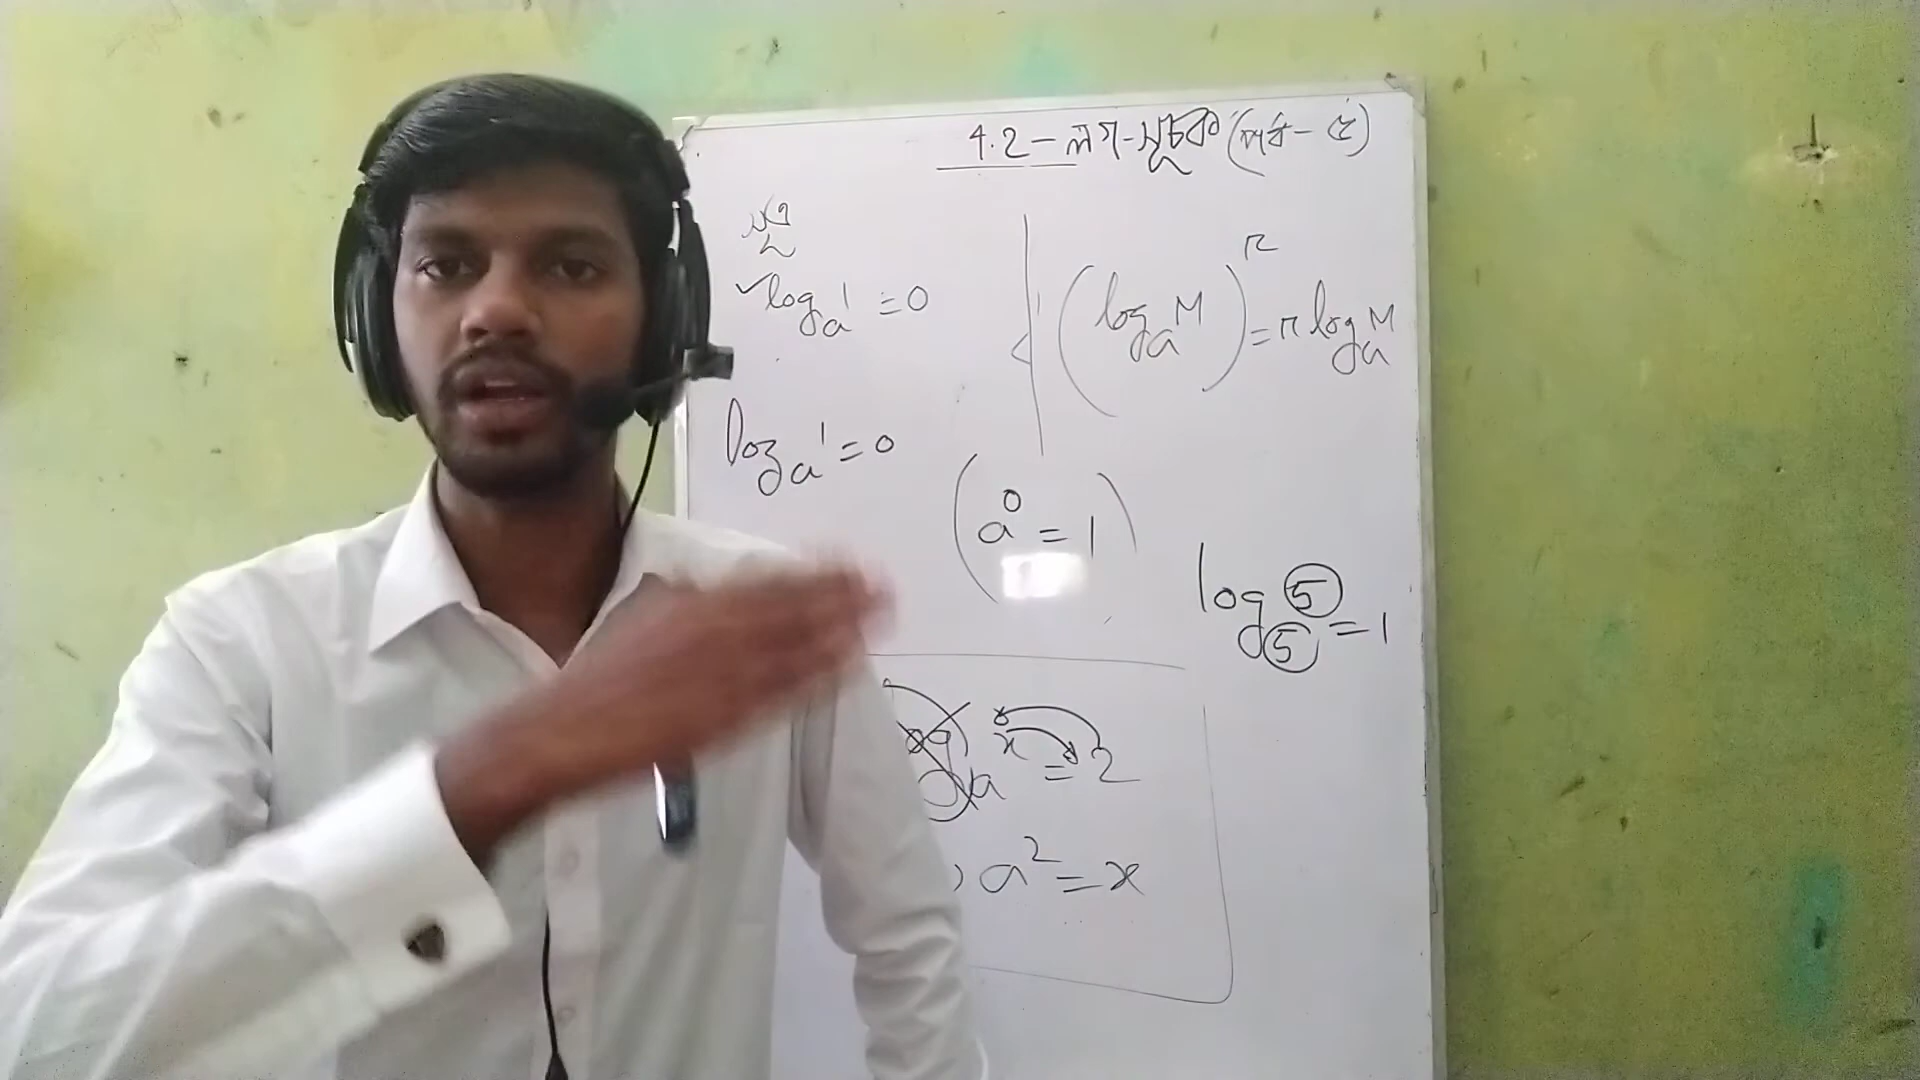 4.2 – লগ-সূচক (পর্ব – ৫)
সূত্র
✓log_a 1 = 0
(log_a M)^r = r log_a M
log_a 1 = 0
(a^0 = 1)
log_5 5 = 1
a^x = 2
a^2 = x